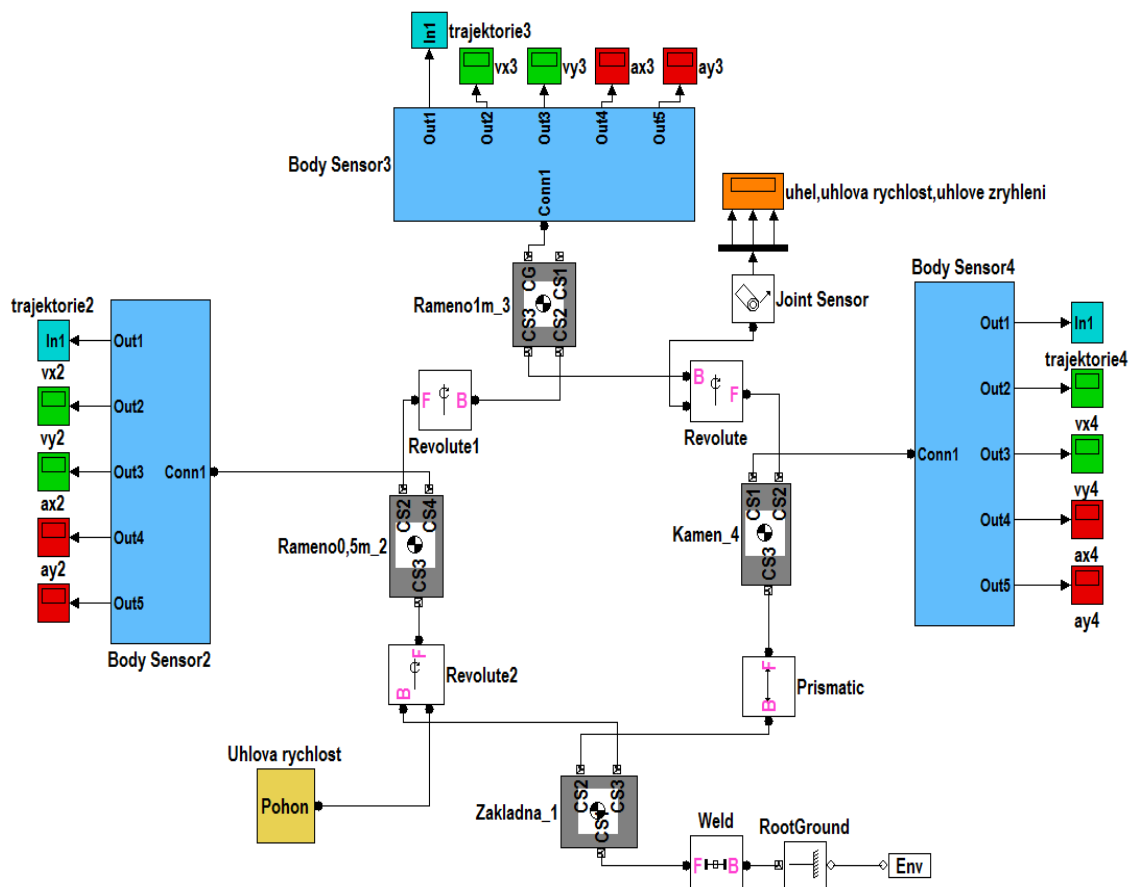 In1
trajektorie3
vx3
vy3
ax3
ay3
Out1
Out2
Out3
Out4
Out5
Body Sensor3
Conn1
uhel,uhlova rychlost,uhlove zryhleni
Joint Sensor
CG
CS1
CS3
CS2
Rameno1m_3
trajektorie2
In1
Out1
vx2
Out2
vy2
Out3
Conn1
ax2
Out4
ay2
Out5
Body Sensor2
F
B
Revolute1
B
F
Revolute
Body Sensor4
Out1
In1
trajektorie4
Out2
vx4
Conn1
Out3
vy4
Out4
ax4
Out5
ay4
CS2
CS4
CS3
Rameno0,5m_2
CS1
CS2
CS3
Kamen_4
F
B
Revolute2
F
B
Prismatic
Uhlova rychlost
Pohon
CS2
CS3
CS1
Zakladna_1
Weld
F
B
RootGround
Env